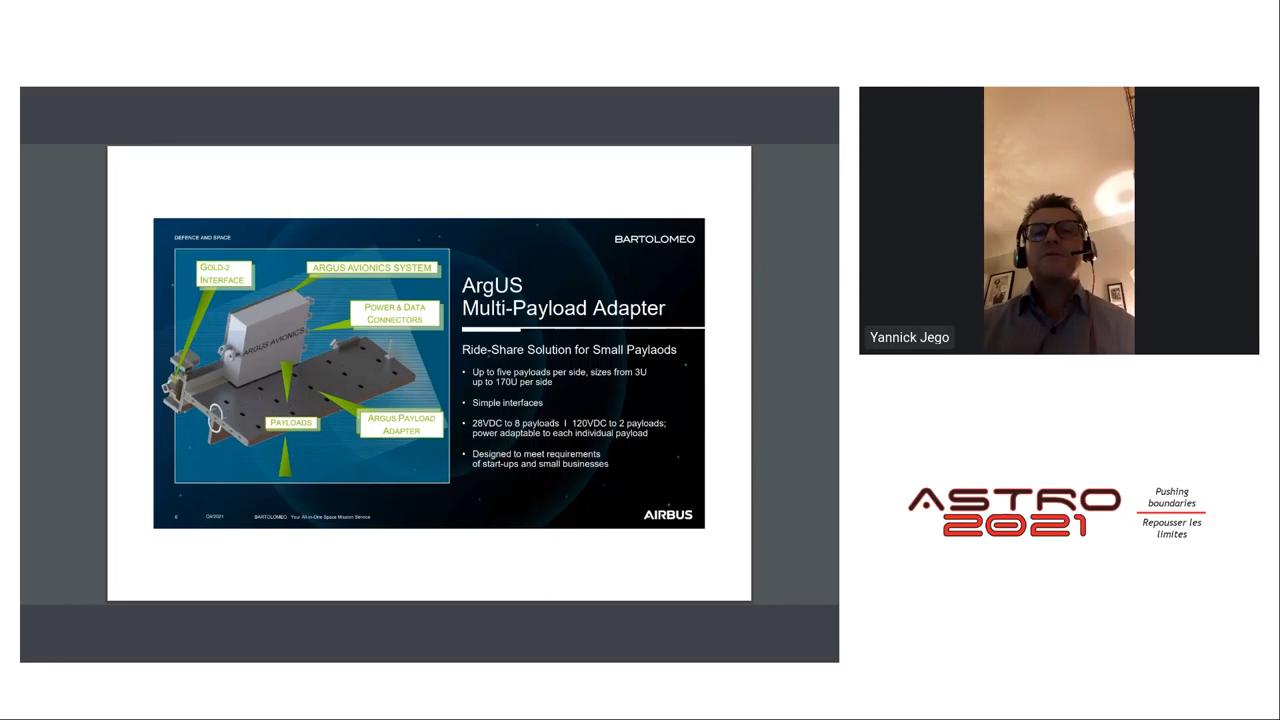 DEFENCE AND SPACE
BARTOLOMEO
GOLD-2
INTERFACE
ARGUS AVIONICS SYSTEM
POWER & DATA
CONNECTORS
ARGUS AVIONICS
PAYLOADS
ARGUS PAYLOAD
ADAPTER
ArgUS
Multi-Payload Adapter
Ride-Share Solution for Small Paylaods
• Up to five payloads per side, sizes from 3U
up to 170U per side
• Simple interfaces
• 28VDC to 8 payloads I 120VDC to 2 payloads;
power adaptable to each individual payload
• Designed to meet requirements
of start-ups and small businesses
6 Q4/2021 BARTOLOMEO Your All-in-One Space Mission Service
AIRBUS
Yannick Jego
ASTRO
2021
Pushing
boundaries
Repousser les
limites